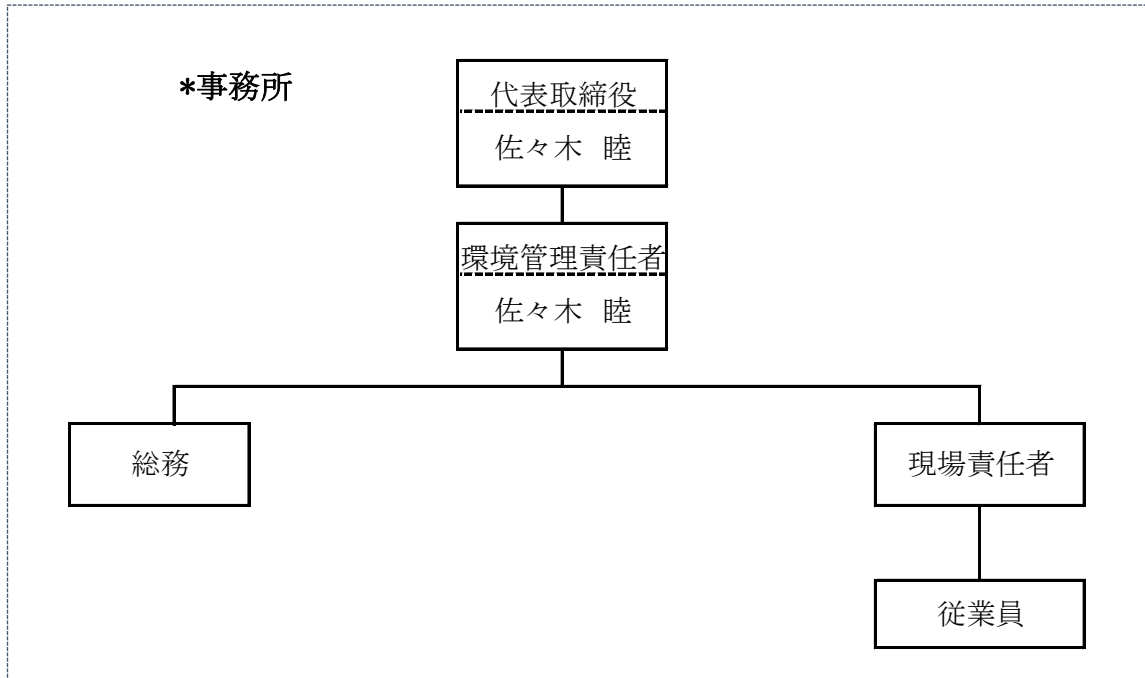 *事務所
代表取締役
佐々木 睦
環境管理責任者
佐々木 睦
総務
現場責任者
従業員